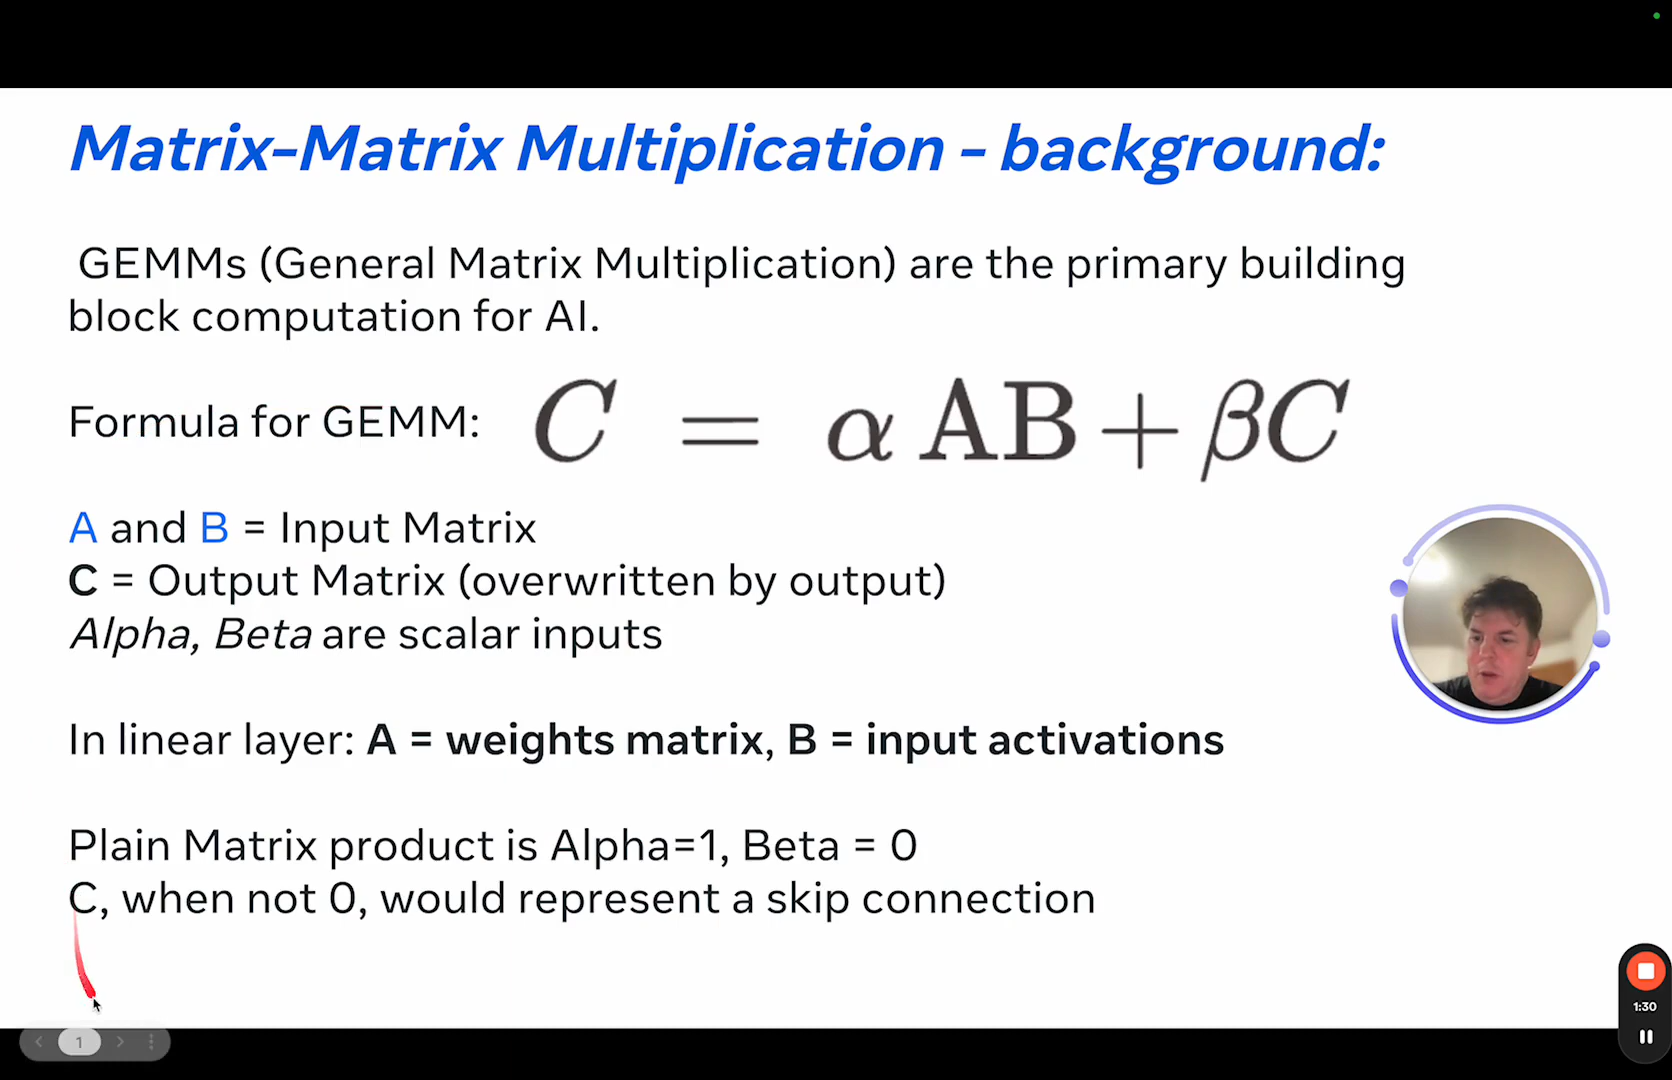 Matrix-Matrix Multiplication - background:
GEMMs (General Matrix Multiplication) are the primary building
block computation for AI.
Formula for GEMM: C = α AB + βC
A and B = Input Matrix
C = Output Matrix (overwritten by output)
Alpha, Beta are scalar inputs
In linear layer: A = weights matrix, B = input activations
Plain Matrix product is Alpha=1, Beta = 0
C, when not 0, would represent a skip connection
1:30
1